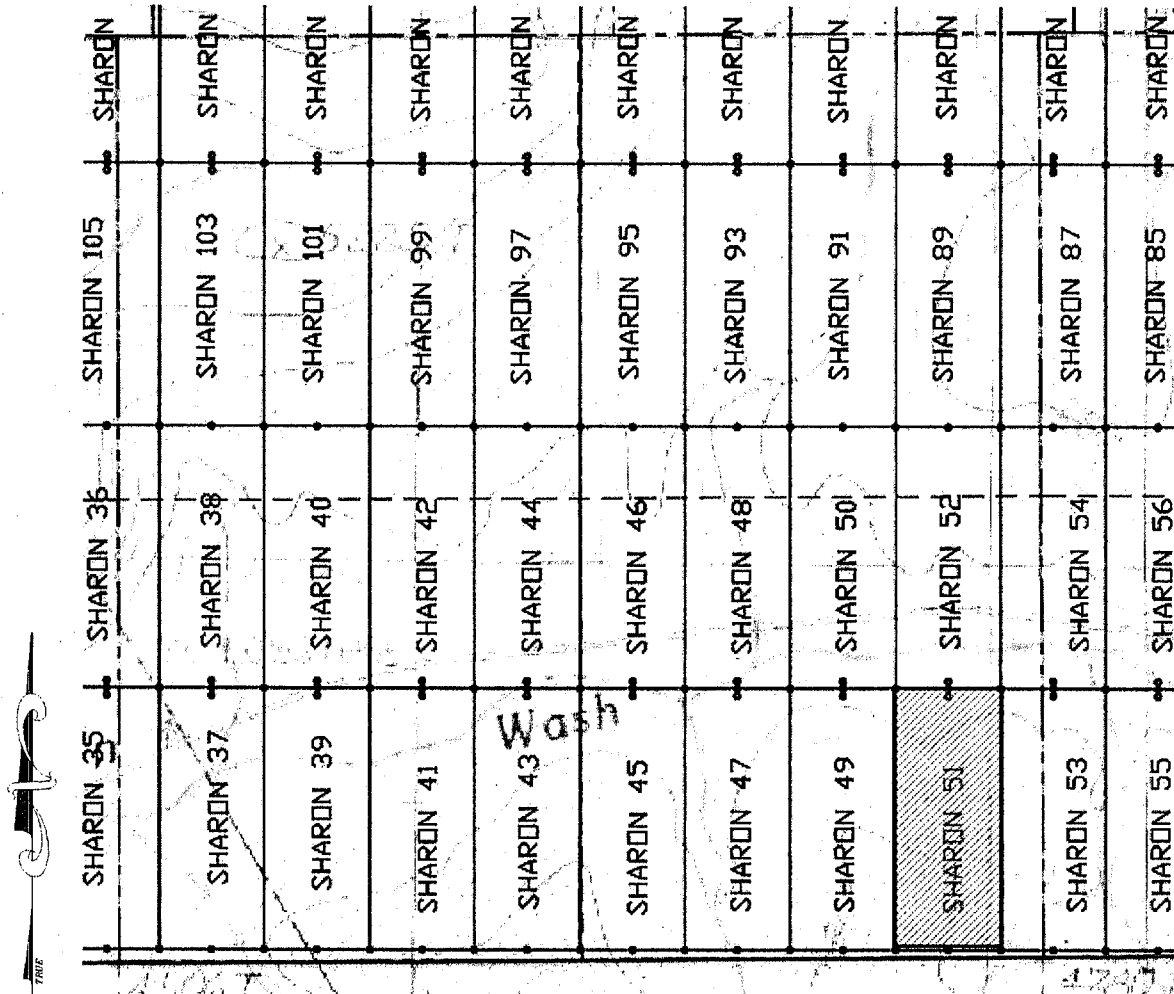 SHARON
SHARON
SHARON
SHARON
SHARON
SHARON
SHARON
SHARON
SHARON
SHARON
SHARON
SHARON 105
SHARON 103
SHARON 101
SHARON 99
SHARON 97
SHARON 95
SHARON 93
SHARON 91
SHARON 89
SHARON 87
SHARON 85
SHARON 36
SHARON 38
SHARON 40
SHARON 42
SHARON 44
SHARON 46
SHARON 48
SHARON 50
SHARON 52
SHARON 54
SHARON 56
Wash
SHARON 35
SHARON 37
SHARON 39
SHARON 41
SHARON 43
SHARON 45
SHARON 47
SHARON 49
SHARON 51
SHARON 53
SHARON 55
TRUE